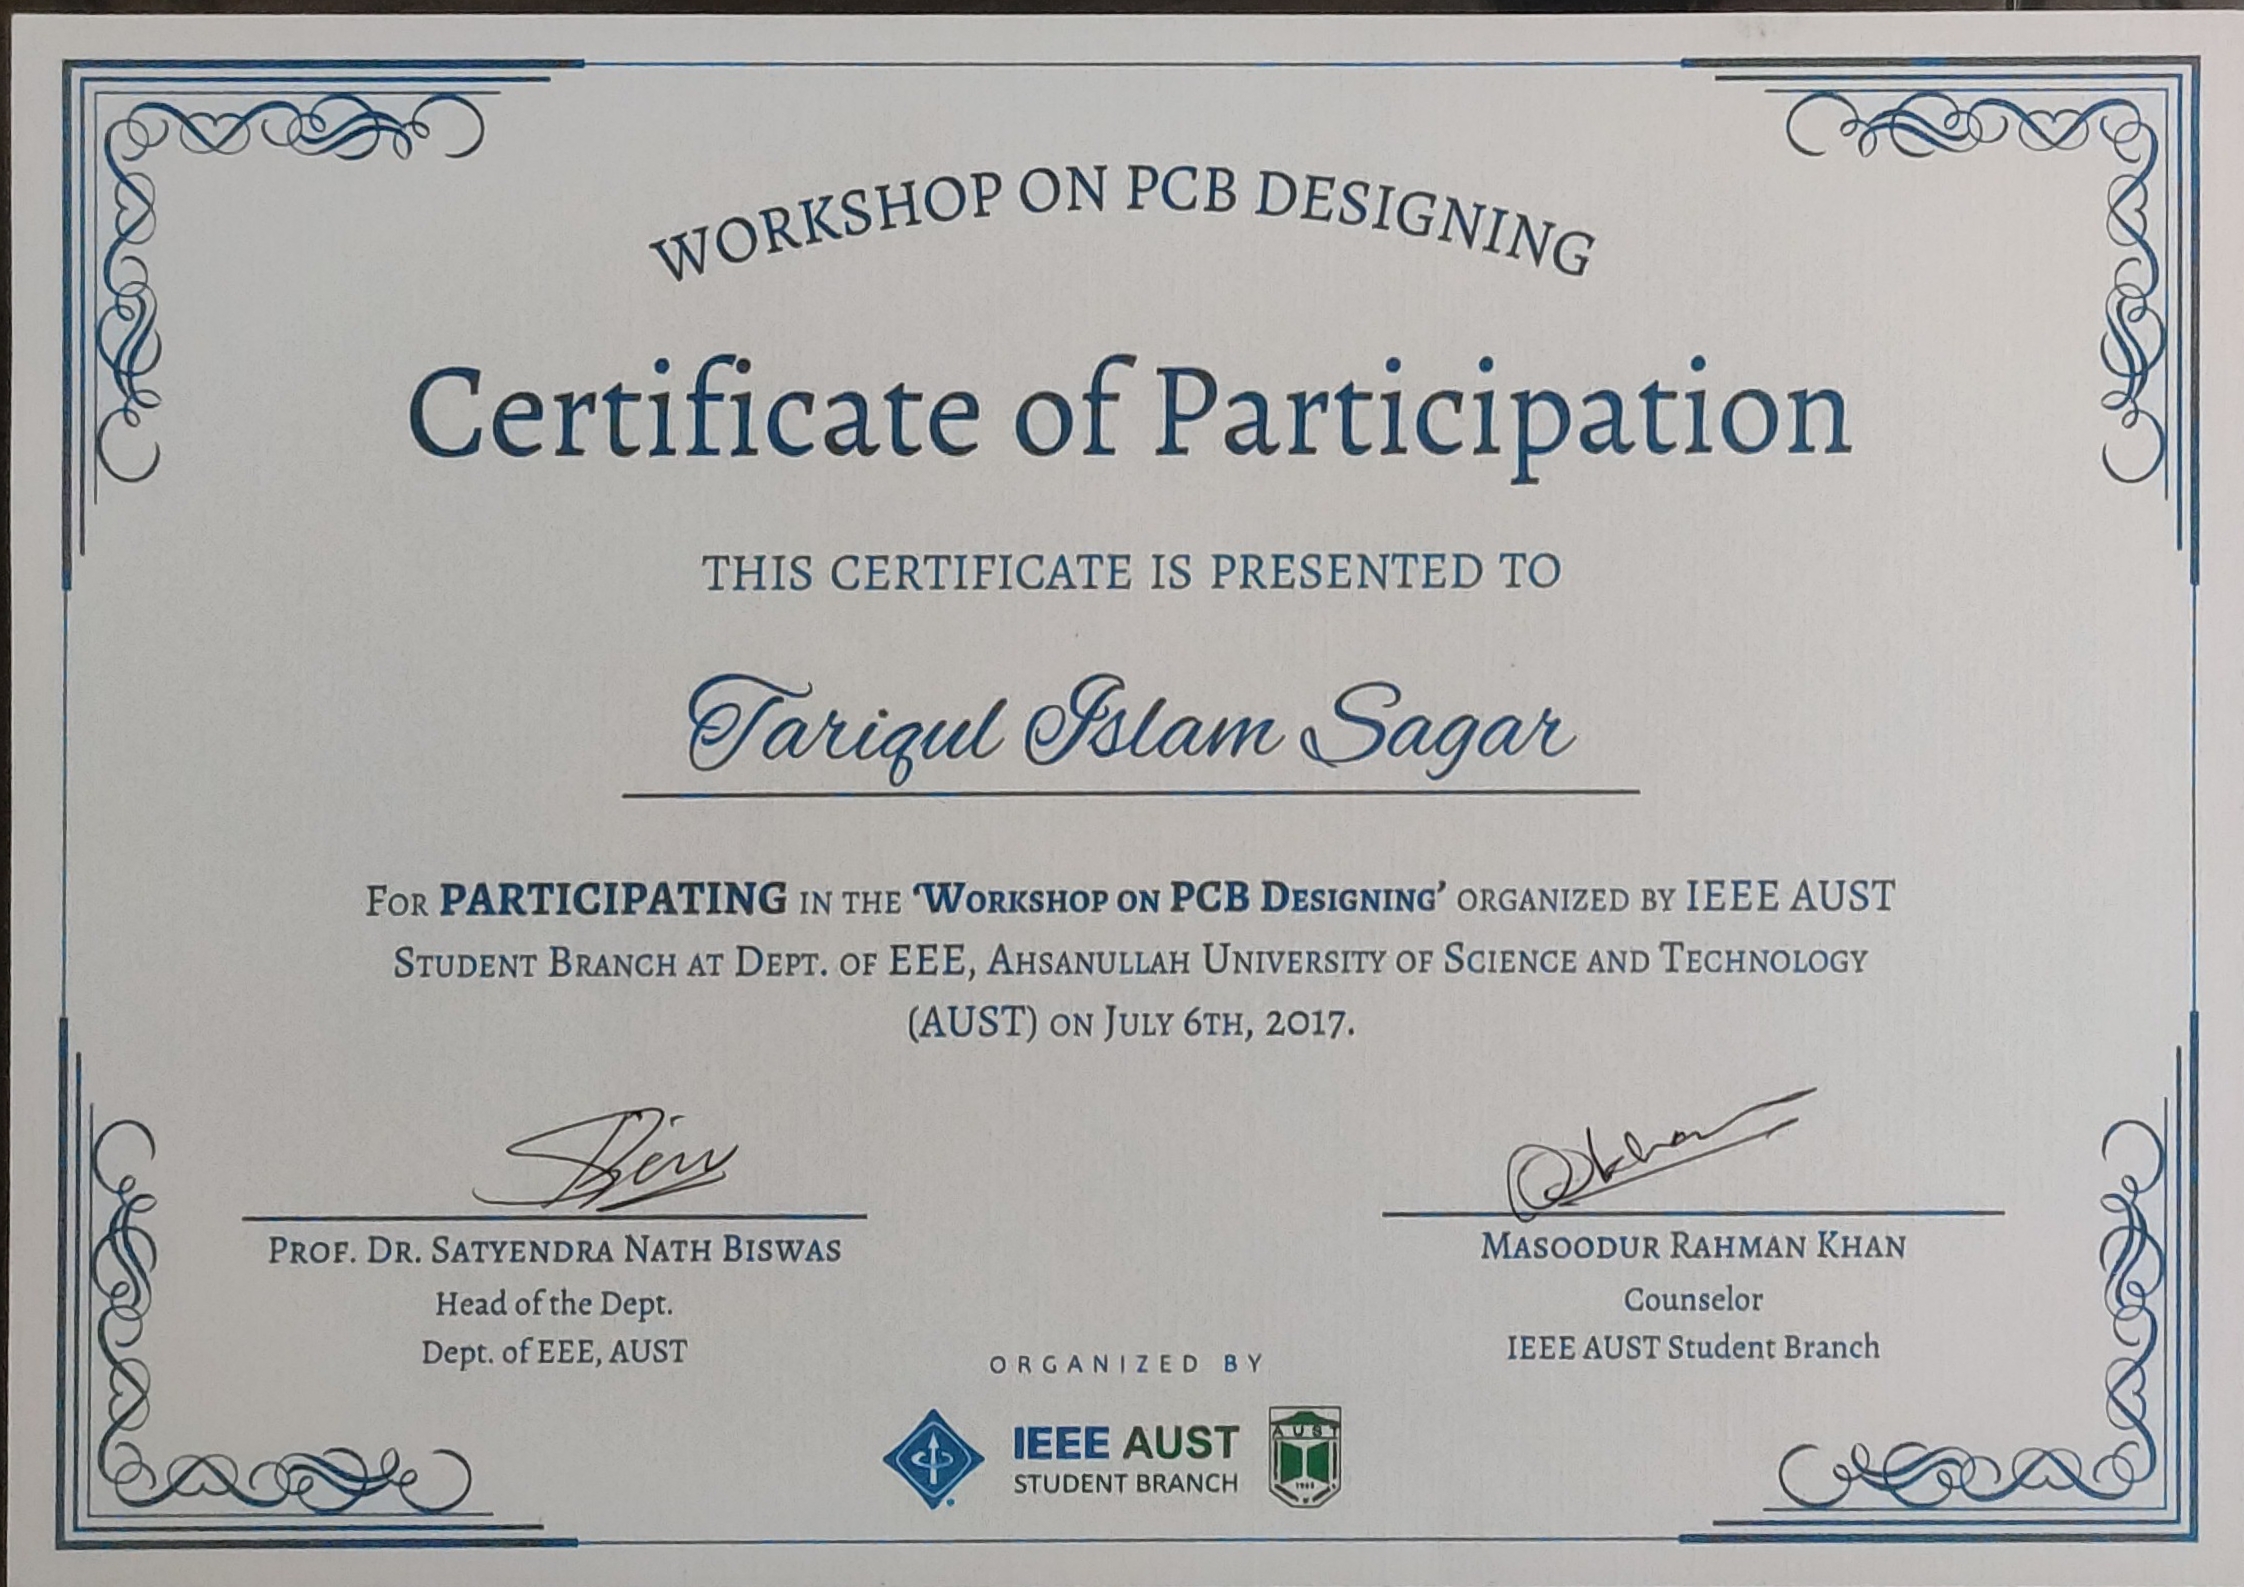 WORKSHOP ON PCB DESIGNING
Certificate of Participation
THIS CERTIFICATE IS PRESENTED TO
Tariqul Islam Sagar
FOR PARTICIPATING IN THE ‘WORKSHOP ON PCB DESIGNING’ ORGANIZED BY IEEE AUST
STUDENT BRANCH AT DEPT. OF EEE, AHSANULLAH UNIVERSITY OF SCIENCE AND TECHNOLOGY
(AUST) ON JULY 6TH, 2017.
PROF. DR. SATYENDRA NATH BISWAS
Head of the Dept.
Dept. of EEE, AUST
MASOODUR RAHMAN KHAN
Counselor
IEEE AUST Student Branch
ORGANIZED BY
IEEE AUST
STUDENT BRANCH
AUST